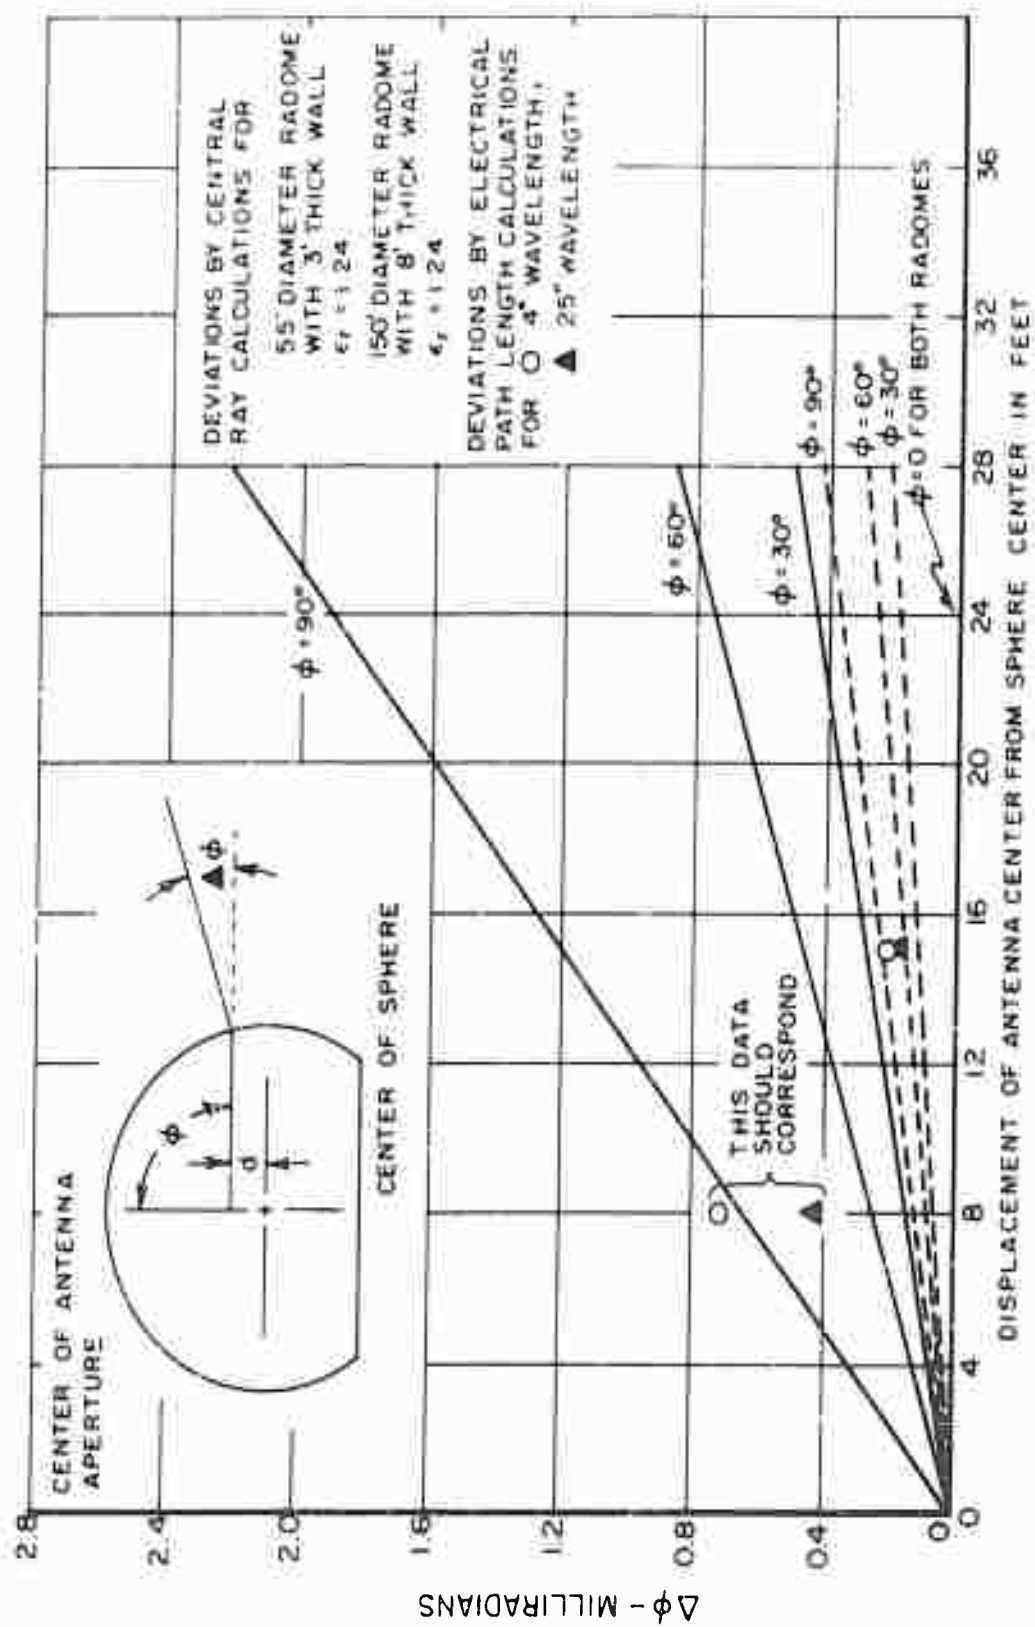 CENTER OF ANTENNA
APERTURE
ϕ
d
Δϕ
CENTER OF SPHERE
DEVIATIONS BY CENTRAL
RAY CALCULATIONS FOR
55' DIAMETER RADOME
WITH 3' THICK WALL
150' DIAMETER RADOME
WITH 8' THICK WALL
DEVIATIONS BY ELECTRICAL
PATH LENGTH CALCULATIONS
FOR O 4" WAVELENGTH,
▲ 25" WAVELENGTH
ϕ = 90°
ϕ = 60°
ϕ = 30°
ϕ = 90°
ϕ = 60°
ϕ = 30°
ϕ = 0 FOR BOTH RADOMES
THIS DATA
SHOULD
CORRESPOND
2.8
2.4
2.0
1.6
1.2
0.8
0.4
0
0 4 8 12 16 20 24 28 32 36
DISPLACEMENT OF ANTENNA CENTER FROM SPHERE CENTER IN FEET
Δϕ - MILLIRADIANS